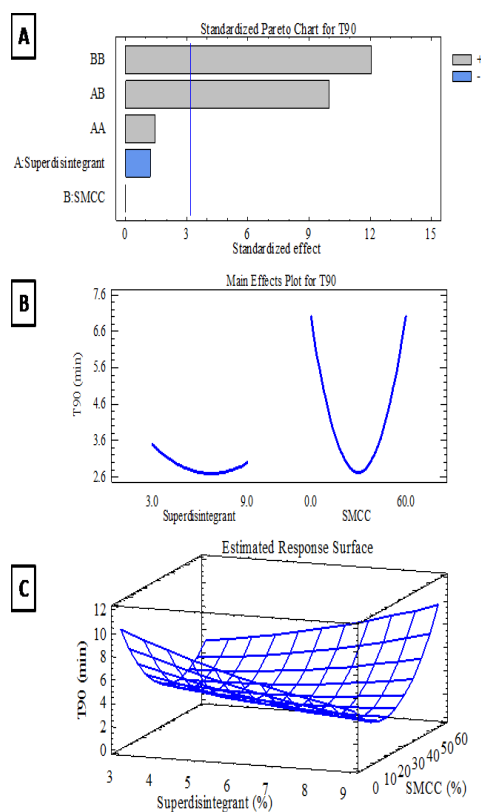 A
Standardized Pareto Chart for T90
BB
AB
AA
A:Superdisintegrant
B:SMCC
+
-
0 3 6 9 12 15
Standardized effect
B
Main Effects Plot for T90
7.6
6.6
5.6
4.6
3.6
2.6
T90 (min)
3.0 9.0 0.0 60.0
Superdisintegrant SMCC
C
Estimated Response Surface
12
10
8
6
4
2
0
T90 (min)
3 4 5 6 7 8 9
Superdisintegrant (%)
0 10 20 30 40 50 60
SMCC (%)